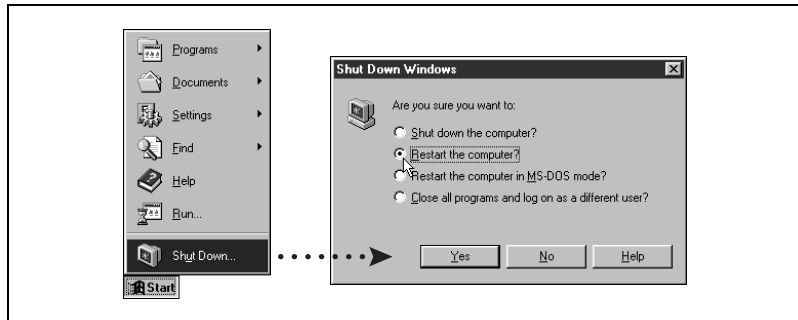 Programs
Documents
Settings
Find
Help
Run...
Shut Down...
Start
Shut Down Windows
Are you sure you want to:
Shut down the computer?
Restart the computer?
Restart the computer in MS-DOS mode?
Close all programs and log on as a different user?
Yes No Help